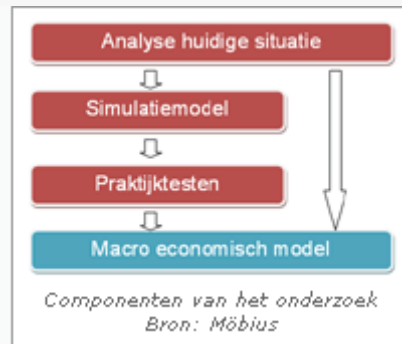 Analyse huidige situatie
Simulatiemodel
Praktijktesten
Macro economisch model
Componenten van het onderzoek
Bron: Möbius